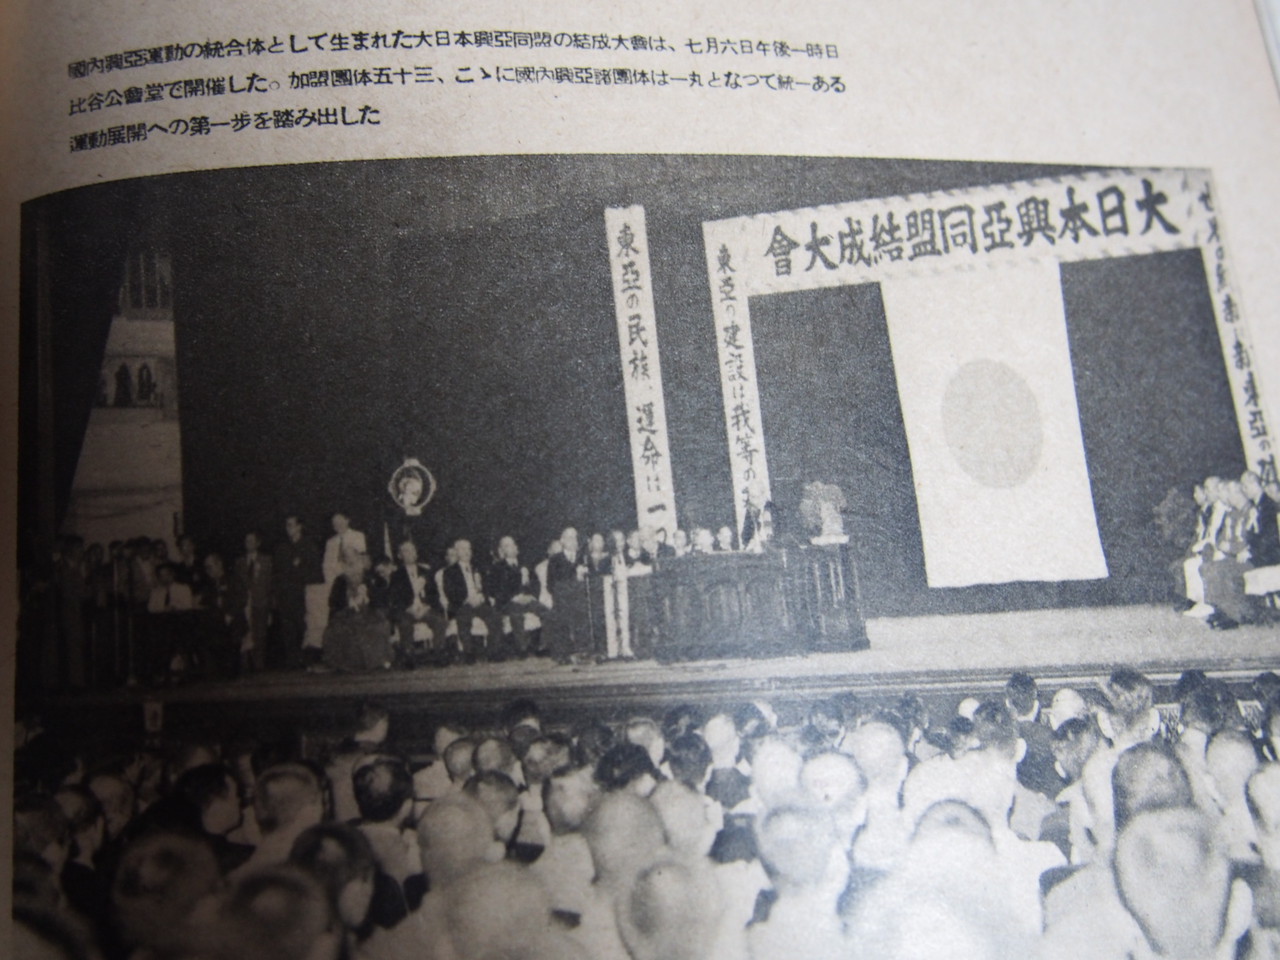 國內興亞運動の統合体として生まれた大日本興亞同盟の結成大會は、七月六日午後一時日
比谷公會堂で開催した。加盟團体五十三、こゝに國內興亞諸團体は一丸となつて統一ある
運動展開への第一歩を踏み出した
大日本興亞同盟結成大會
東亞の民族、運命は一
東亞の建設は我等の
東亞の